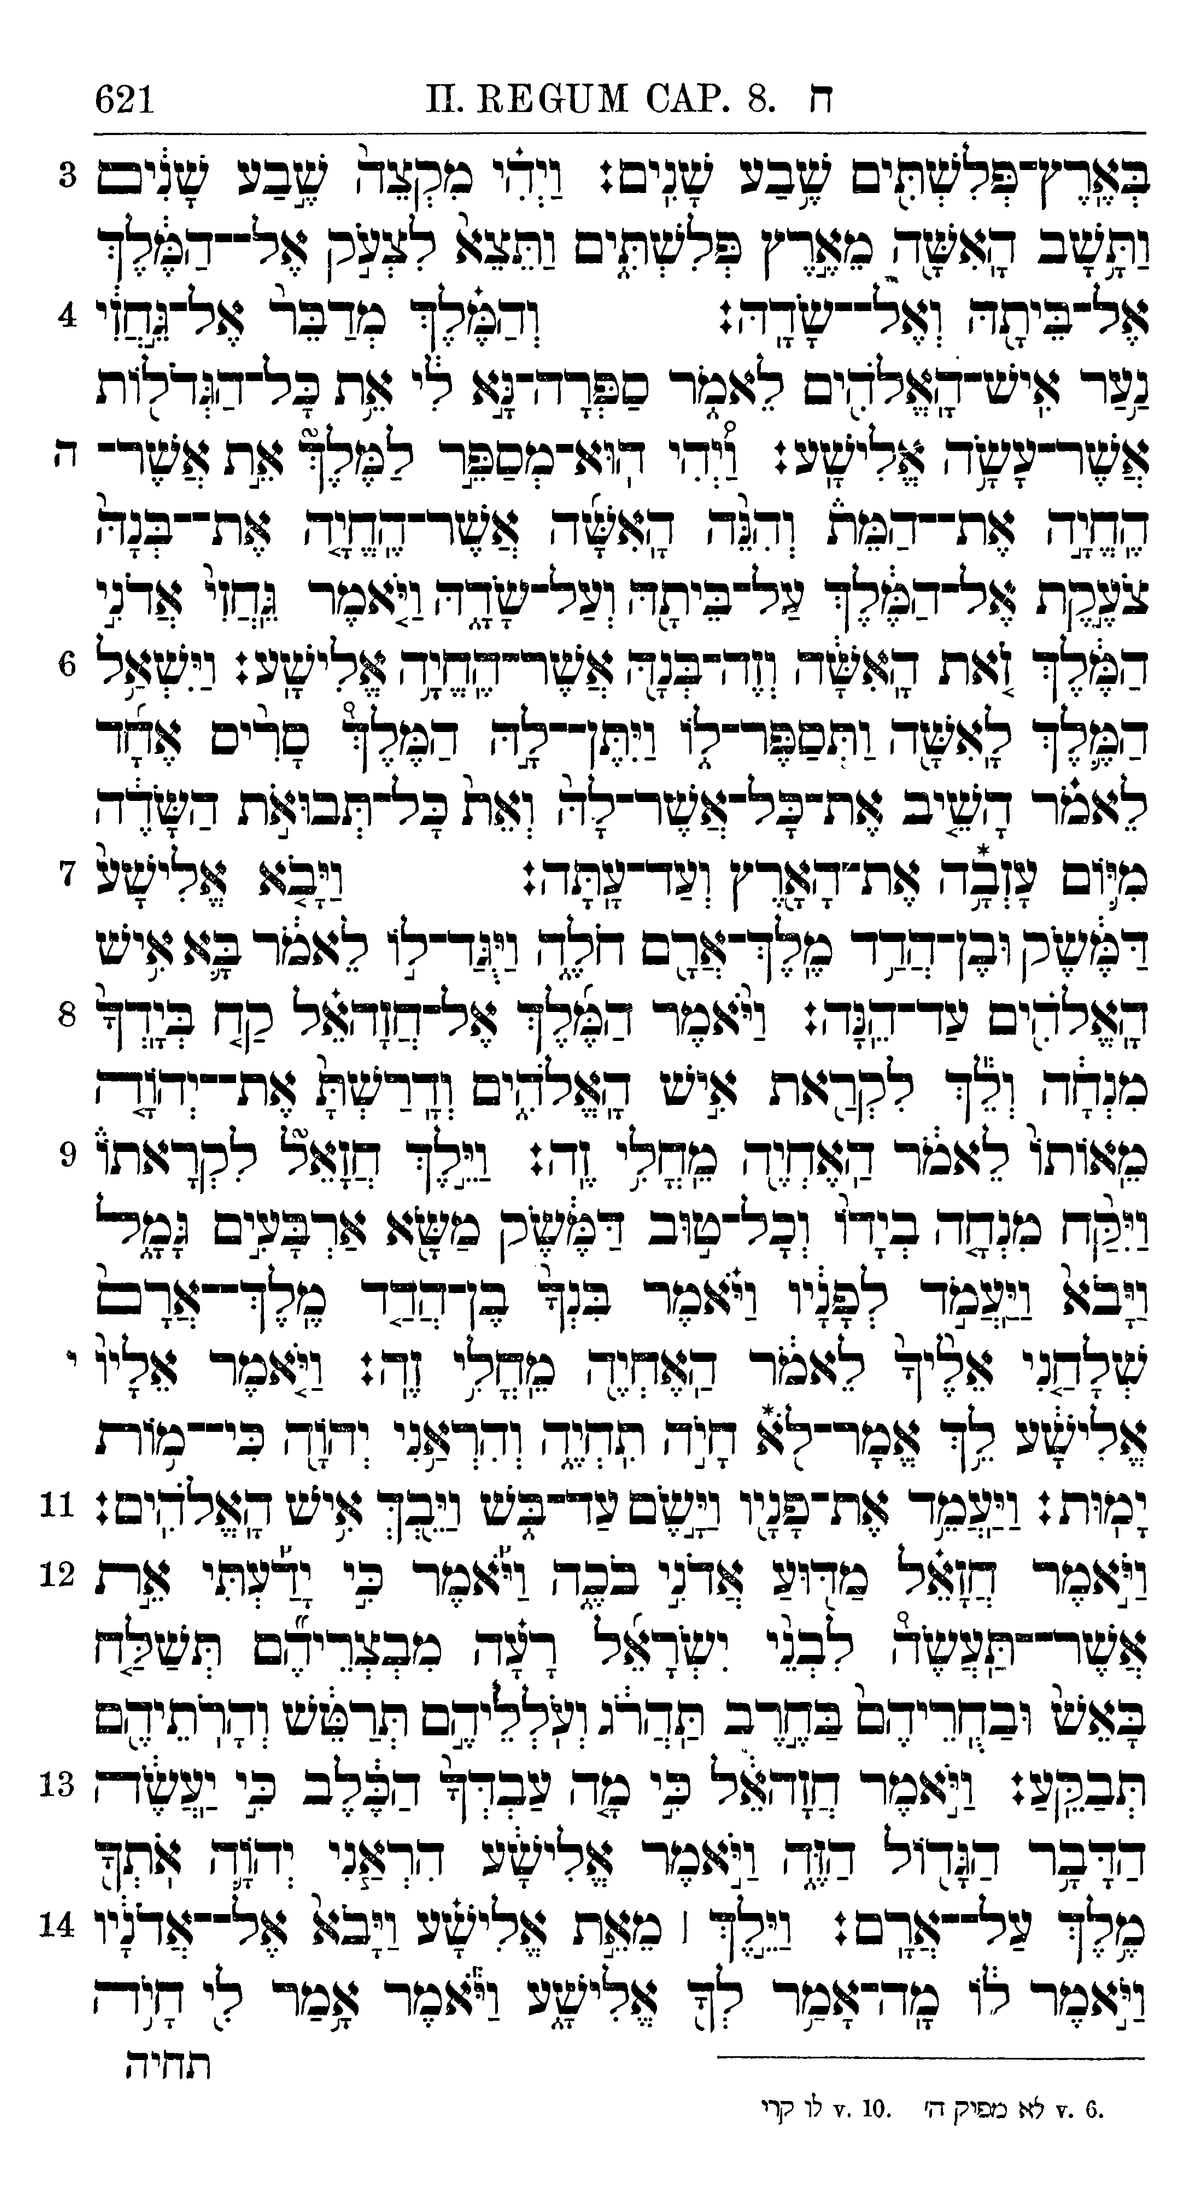 621 II. REGUM CAP. 8. ח
3 בְּאֶֽרֶץ־פְּלִשְׁתִּ֖ים שֶׁ֥בַע שָׁנִֽים׃ וַיְהִ֗י מִקְצֵה֙ שֶׁ֣בַע שָׁנִ֔ים
וַתָּ֥שָׁב הָאִשָּׁ֖ה מֵאֶ֣רֶץ פְּלִשְׁתִּ֑ים וַתֵּצֵא֙ לִצְעֹ֣ק אֶל־הַמֶּ֔לֶךְ
4 אֶל־בֵּיתָ֖הּ וְאֶל־שָׂדָֽהּ׃ וְהַמֶּ֗לֶךְ מְדַבֵּר֙ אֶל־גֵּ֣חֲזִ֔י
נַ֥עַר אִישׁ־הָאֱלֹהִ֖ים לֵאמֹ֑ר סַפְּרָה־נָּ֣א לִ֔י אֵ֥ת כָּל־הַגְּדֹל֖וֹת
ה אֲשֶׁר־עָשָׂ֥ה אֱלִישָֽׁע׃ וַ֠יְהִי ה֥וּא־מְסַפֵּ֣ר לַמֶּלֶךְ֮ אֵ֣ת אֲשֶׁר־
הֶחֱיָ֣ה אֶת־הַמֵּת֒ וְהִנֵּ֨ה הָאִשָּׁ֜ה אֲשֶׁר־הֶחֱיָ֤ה אֶת־בְּנָהּ֙
צֹעֶ֣קֶת אֶל־הַמֶּ֔לֶךְ עַל־בֵּיתָ֖הּ וְעַל־שָׂדָ֑הּ וַיֹּ֤אמֶר גֵּֽחֲזִי֙ אֲדֹנִ֣י
6 הַמֶּ֔לֶךְ זֹ֚את הָֽאִשָּׁ֔ה וְזֶה־בְּנָ֖הּ אֲשֶׁר־הֶחֱיָ֥ה אֱלִישָֽׁע׃ וַיִּשְׁאַ֥ל
הַמֶּ֛לֶךְ לָאִשָּׁ֖ה וַתְּסַפֶּר־ל֑וֹ וַיִּתֶּן־לָ֣הּ הַמֶּלֶךְ֩ סָרִ֨יס אֶחָ֜ד
לֵאמֹ֗ר הָשֵׁ֤יב אֶת־כָּל־אֲשֶׁר־לָהּ֙ וְאֵת֙ כָּל־תְּבוּאֹ֣ת הַשָּׂדֶ֔ה
7 מִיּ֛וֹם עָזְבָ֥ה* אֶת־הָאָ֖רֶץ וְעַד־עָֽתָּה׃ וַיָּבֹ֤א אֱלִישָׁע֙
דַּמֶּ֔שֶׂק וּבֶן־הֲדַ֥ד מֶֽלֶךְ־אֲרָ֖ם חֹלֶ֑ה וַיֻּגַּד־ל֣וֹ לֵאמֹ֔ר בָּ֛א אִ֥ישׁ
8 הָאֱלֹהִ֖ים עַד־הֵֽנָּה׃ וַיֹּ֨אמֶר הַמֶּ֜לֶךְ אֶל־חֲזָהאֵ֗ל קַ֤ח בְּיָֽדְךָ֙
מִנְחָ֔ה וְלֵ֕ךְ לִקְרַ֖את אִ֣ישׁ הָֽאֱלֹהִ֑ים וְדָרַשְׁתָּ֨ אֶת־יְהוָ֤ה
9 מֵֽאוֹתוֹ֙ לֵאמֹ֔ר הַֽאֶחְיֶ֖ה מֵֽחֳלִ֥י זֶֽה׃ וַיֵּ֣לֶךְ חֲזָאֵל֮ לִקְרָאתוֹ֒
וַיִּקַּ֨ח מִנְחָ֤ה בְיָדוֹ֙ וְכָל־ט֣וּב דַּמֶּ֔שֶׂק מַשָּׂ֖א אַרְבָּעִ֣ים גָּמָ֑ל
וַיָּבֹא֙ וַיַּעֲמֹ֣ד לְפָנָ֔יו וַיֹּ֗אמֶר בִּנְךָ֨ בֶן־הֲדַ֤ד מֶֽלֶךְ־אֲרָם֙
י שְׁלָחַ֤נִי אֵלֶ֙יךָ֙ לֵאמֹ֔ר הַֽאֶחְיֶ֖ה מֵֽחֳלִ֥י זֶֽה׃ וַיֹּ֤אמֶר אֵלָיו֙
אֱלִישָׁ֔ע לֵ֥ךְ אֱמָר־לֹ֖א* חָיֹ֣ה תִֽחְיֶ֑ה וְהִרְאַ֥נִי יְהוָ֖ה כִּי־מ֥וֹת
11 יָמֽוּת׃ וַיַּעֲמֵ֥ד אֶת־פָּנָ֖יו וַיָּ֣שֶׂם עַד־בֹּ֑שׁ וַיֵּ֖בְךְּ אִ֥ישׁ הָאֱלֹהִֽים׃
12 וַיֹּ֣אמֶר חֲזָאֵ֔ל מַדּ֖וּעַ אֲדֹנִ֣י בֹכֶ֑ה וַיֹּ֡אמֶר כִּֽי יָדַ֡עְתִּי אֵ֣ת
אֲשֶׁר־תַּעֲשֶׂה֩ לִבְנֵ֨י יִשְׂרָאֵ֜ל רָעָ֗ה מִבְצְרֵיהֶ֞ם תְּשַׁלַּ֤ח
בָּאֵשׁ֙ וּבַחֻֽרֵיהֶם֙ בַּחֶ֣רֶב תַּהֲרֹ֔ג וְעֹלְלֵיהֶ֣ם תְּרַטֵּ֔שׁ וְהָרֹתֵיהֶ֖ם
13 תְּבַקֵּֽעַ׃ וַיֹּ֣אמֶר חֲזָהאֵ֔ל כִּ֣י מָ֤ה עַבְדְּךָ֙ הַכֶּ֔לֶב כִּ֣י יַעֲשֶׂ֔ה
הַדָּבָ֥ר הַגָּד֖וֹל הַזֶּ֑ה וַיֹּ֣אמֶר אֱלִישָׁ֔ע הִרְאַ֧נִי יְהוָ֛ה אֹתְךָ֖
14 מֶ֥לֶךְ עַל־אֲרָֽם׃ וַיֵּ֣לֶךְ ׀ מֵאֵ֣ת אֱלִישָׁ֗ע וַיָּבֹא֙ אֶל־אֲדֹנָ֔יו
וַיֹּ֣אמֶר ל֔וֹ מָֽה־אָמַ֥ר לְךָ֖ אֱלִישָׁ֑ע וַיֹּ֕אמֶר אָ֥מַר לִ֖י חָיֹ֥ה
תחיה
v. 6. לא מפיק ה׳ v. 10. לו קרי